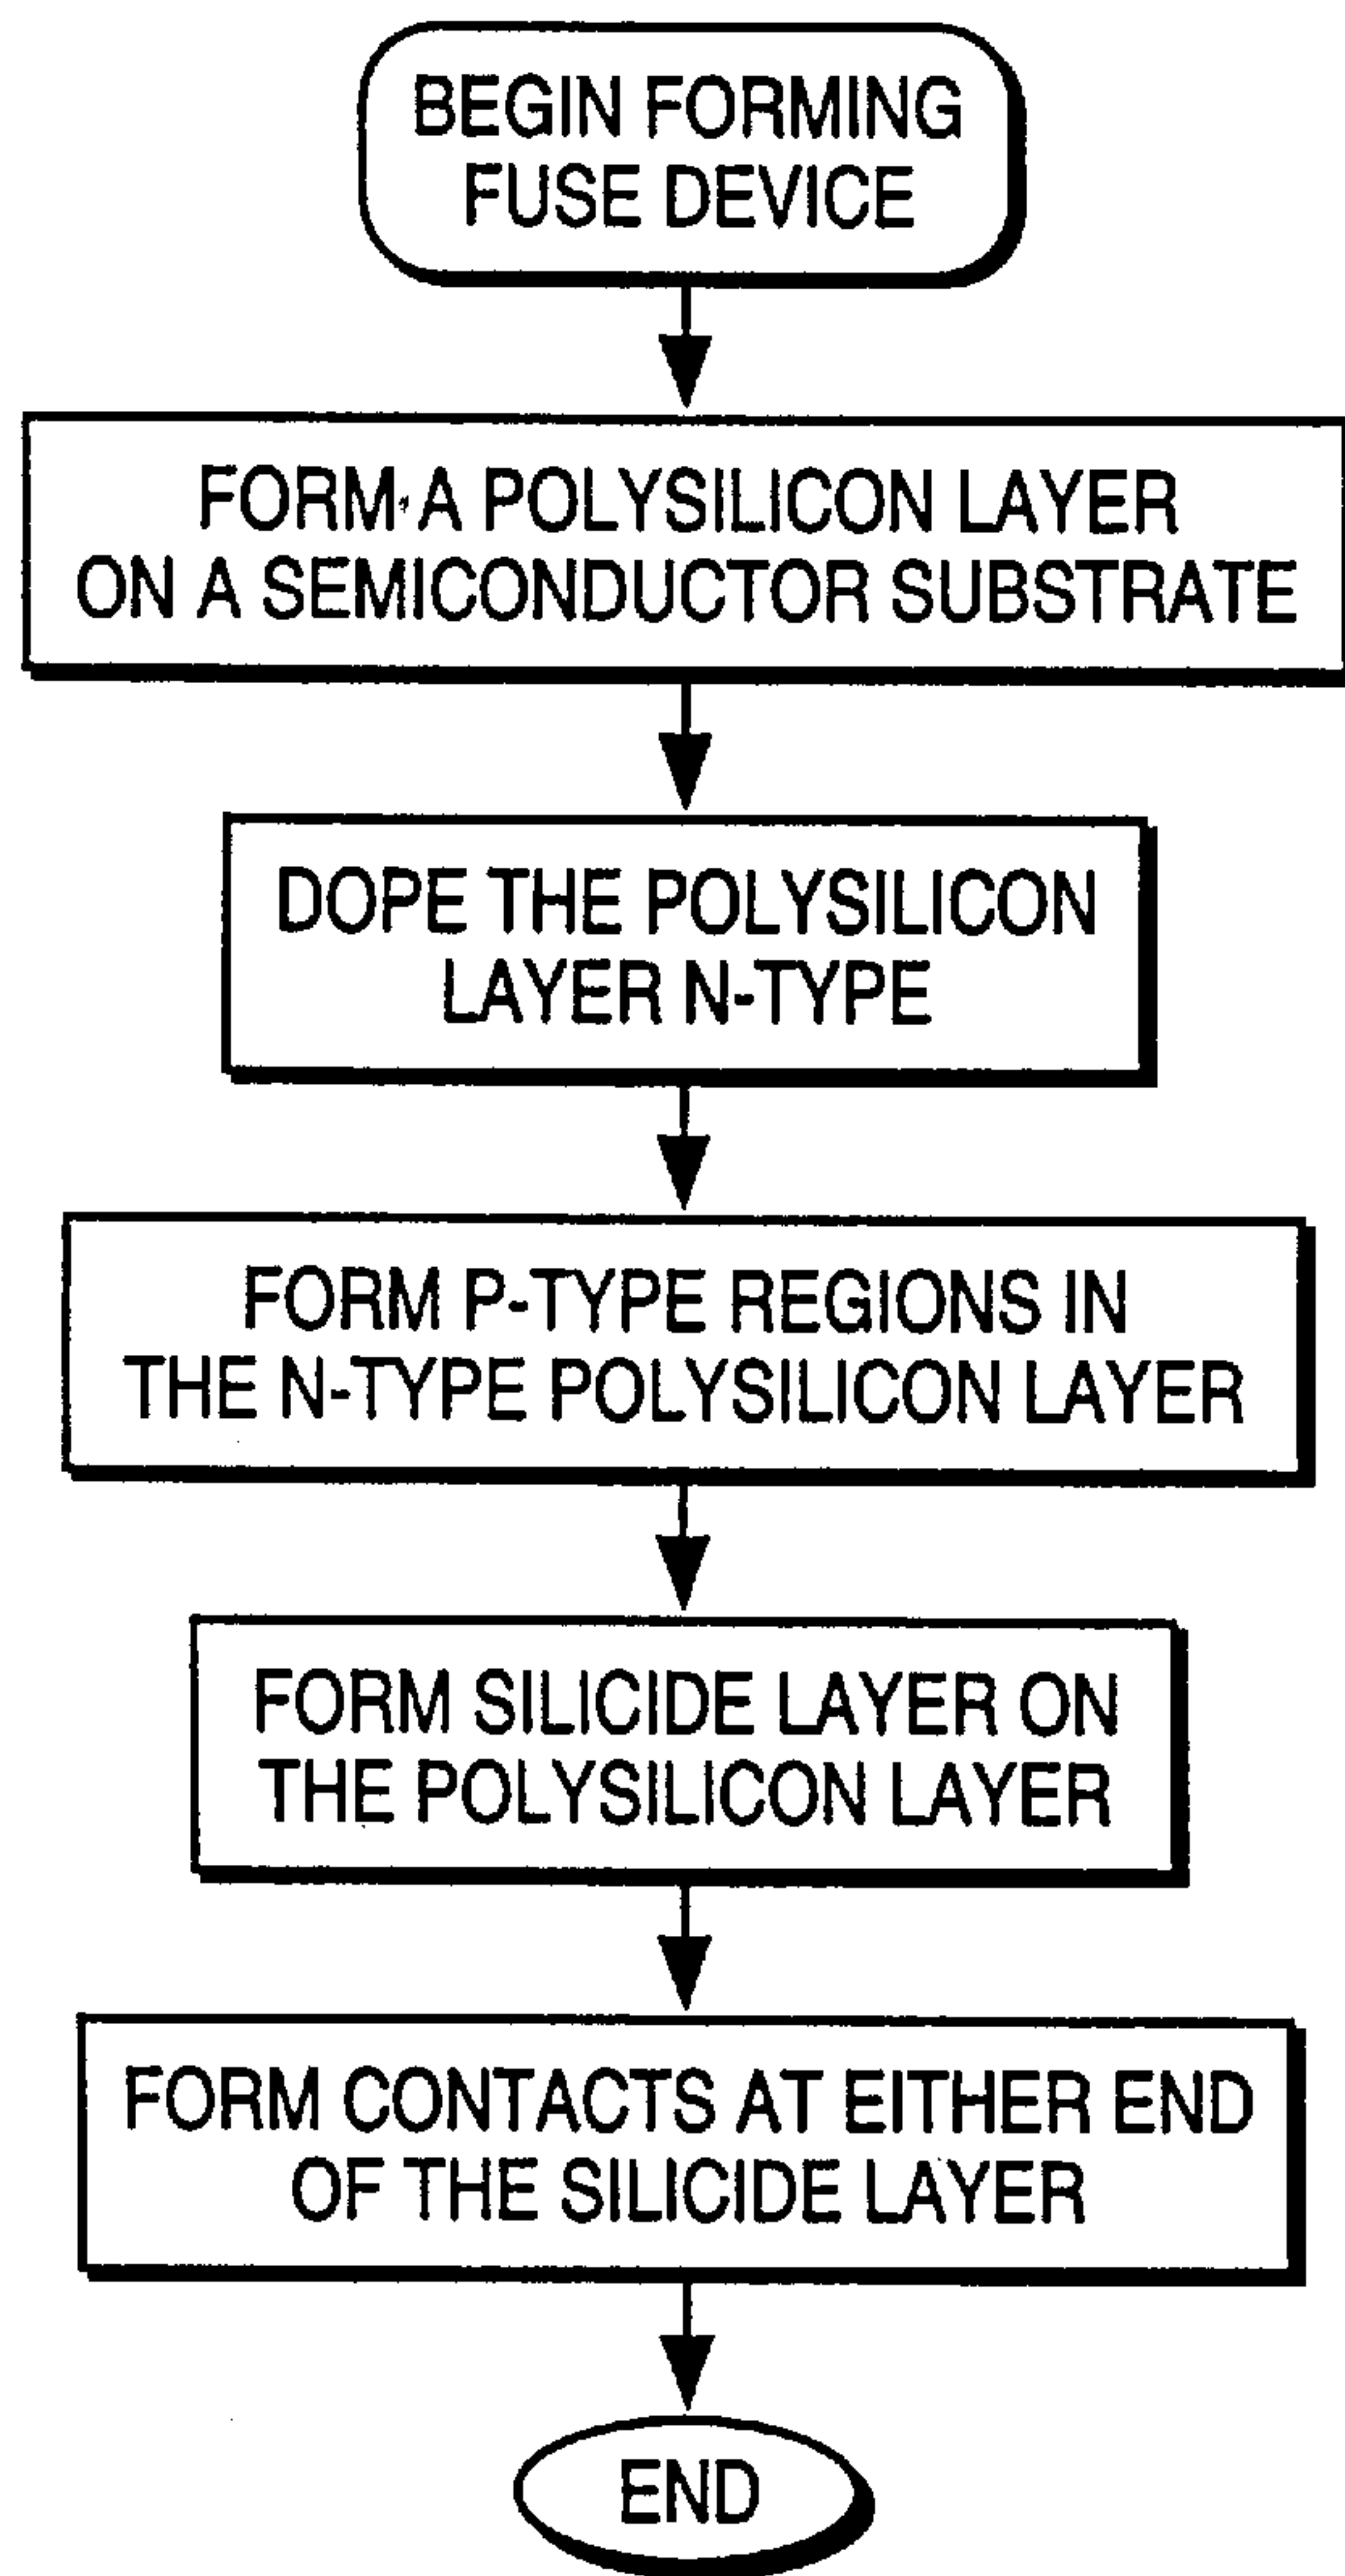 BEGIN FORMING
FUSE DEVICE
FORM A POLYSILICON LAYER
ON A SEMICONDUCTOR SUBSTRATE
DOPE THE POLYSILICON
LAYER N-TYPE
FORM P-TYPE REGIONS IN
THE N-TYPE POLYSILICON LAYER
FORM SILICIDE LAYER ON
THE POLYSILICON LAYER
FORM CONTACTS AT EITHER END
OF THE SILICIDE LAYER
END